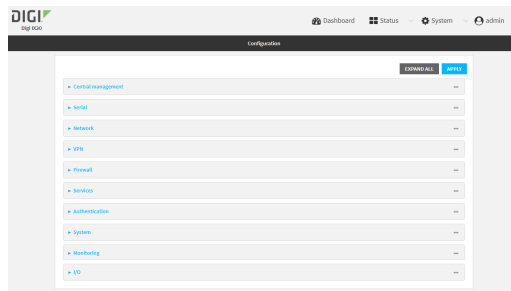 DIGI
Digi IX30
Dashboard
Status
System
admin
Configuration
EXPAND ALL
APPLY
Central management
Serial
Network
VPN
Firewall
Services
Authentication
System
Monitoring
I/O